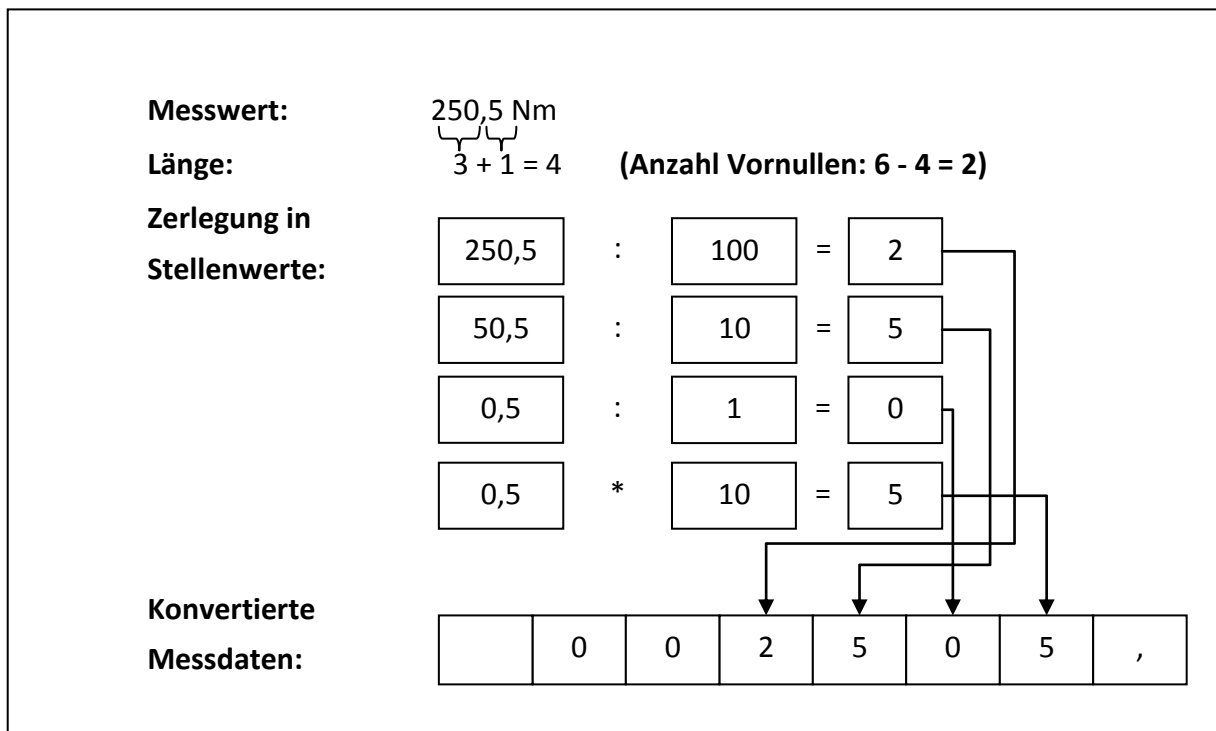 Messwert: 250,5 Nm
Länge: 3 + 1 = 4 (Anzahl Vornullen: 6 - 4 = 2)
Zerlegung in
Stellenwerte:
250,5 : 100 = 2
50,5 : 10 = 5
0,5 : 1 = 0
0,5 * 10 = 5
Konvertierte
Messdaten:
0 0 2 5 0 5 ,